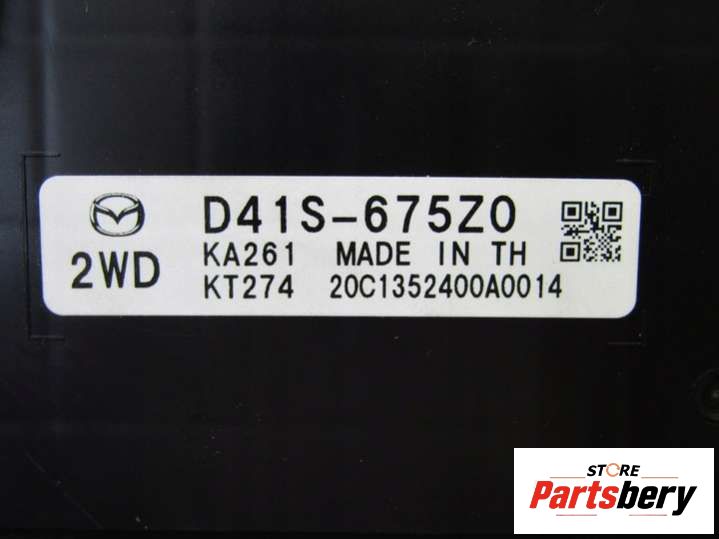 D41S-675Z0
2WD
KA261 MADE IN TH
KT274 20C1352400A0014
STORE
Partsbery